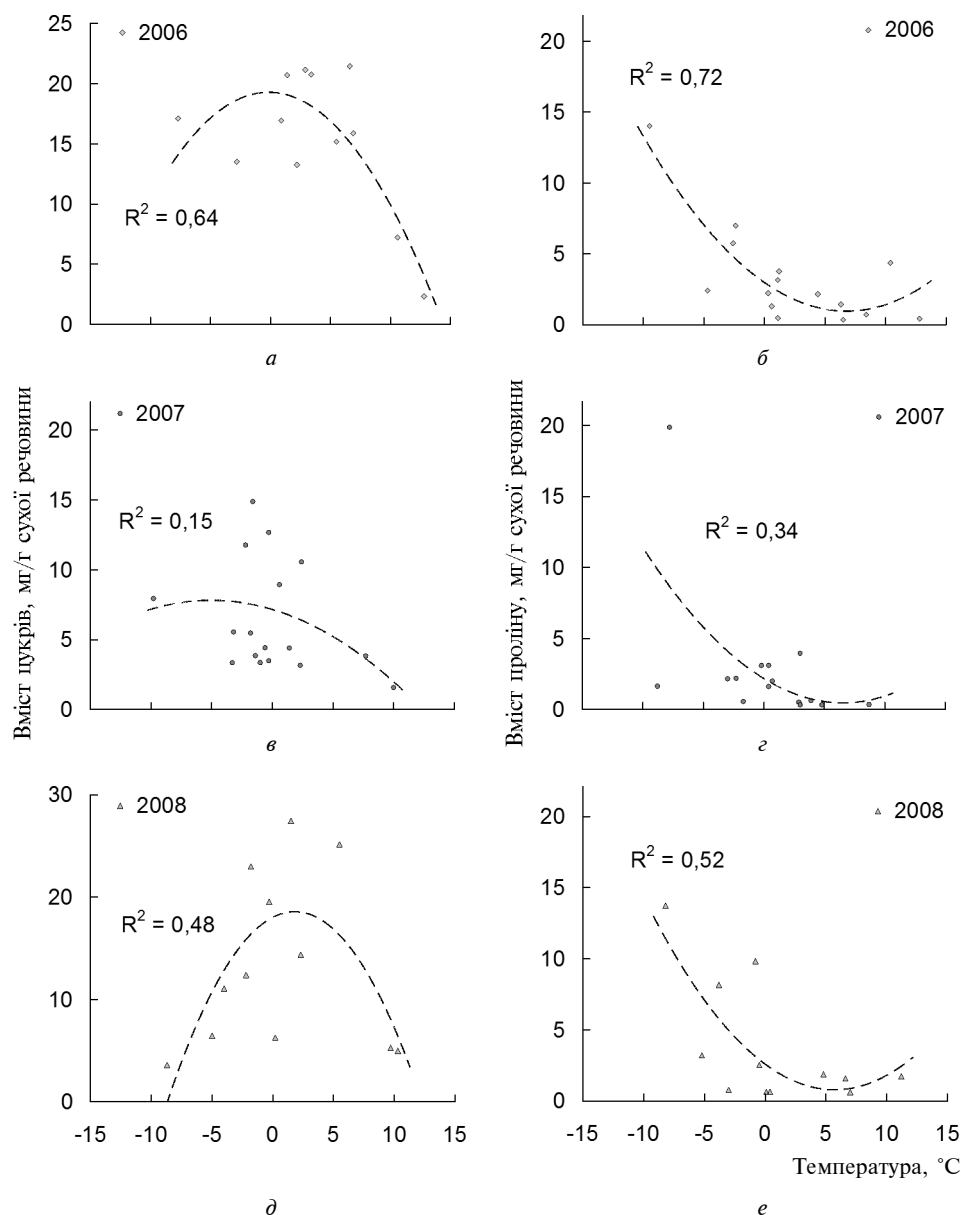 25
20
15
10
5
0
2006
R² = 0,64
а
20
15
10
5
0
2006
R² = 0,72
б
Вміст цукрів, мг/г сухої речовини
20
15
10
5
0
2007
R² = 0,15
в
Вміст проліну, мг/г сухої речовини
20
15
10
5
0
2007
R² = 0,34
г
30
20
10
0
2008
R² = 0,48
-15 -10 -5 0 5 10 15
д
20
15
10
5
0
2008
R² = 0,52
-15 -10 -5 0 5 10 15
Температура, °C
е